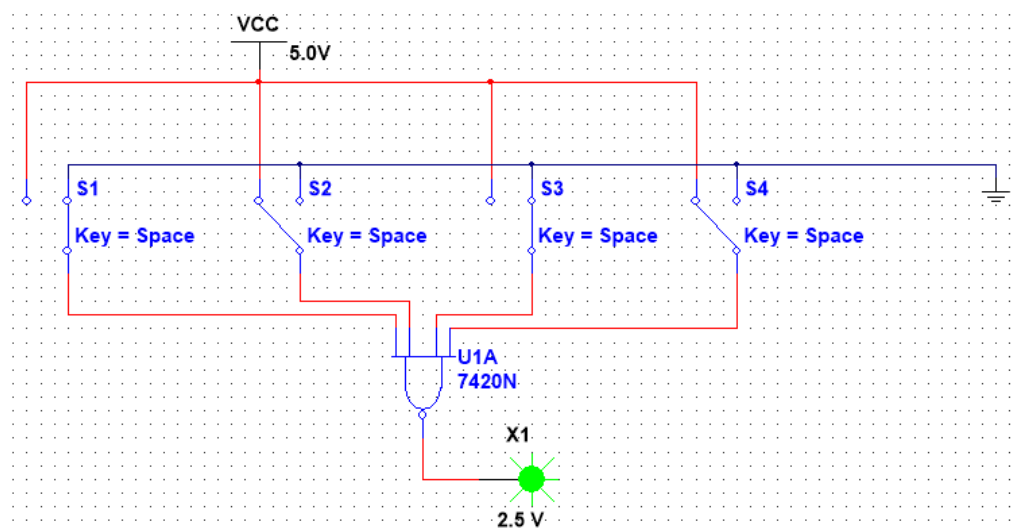 VCC
5.0V
S1
S2
S3
S4
Key = Space
Key = Space
Key = Space
Key = Space
U1A
7420N
X1
2.5 V